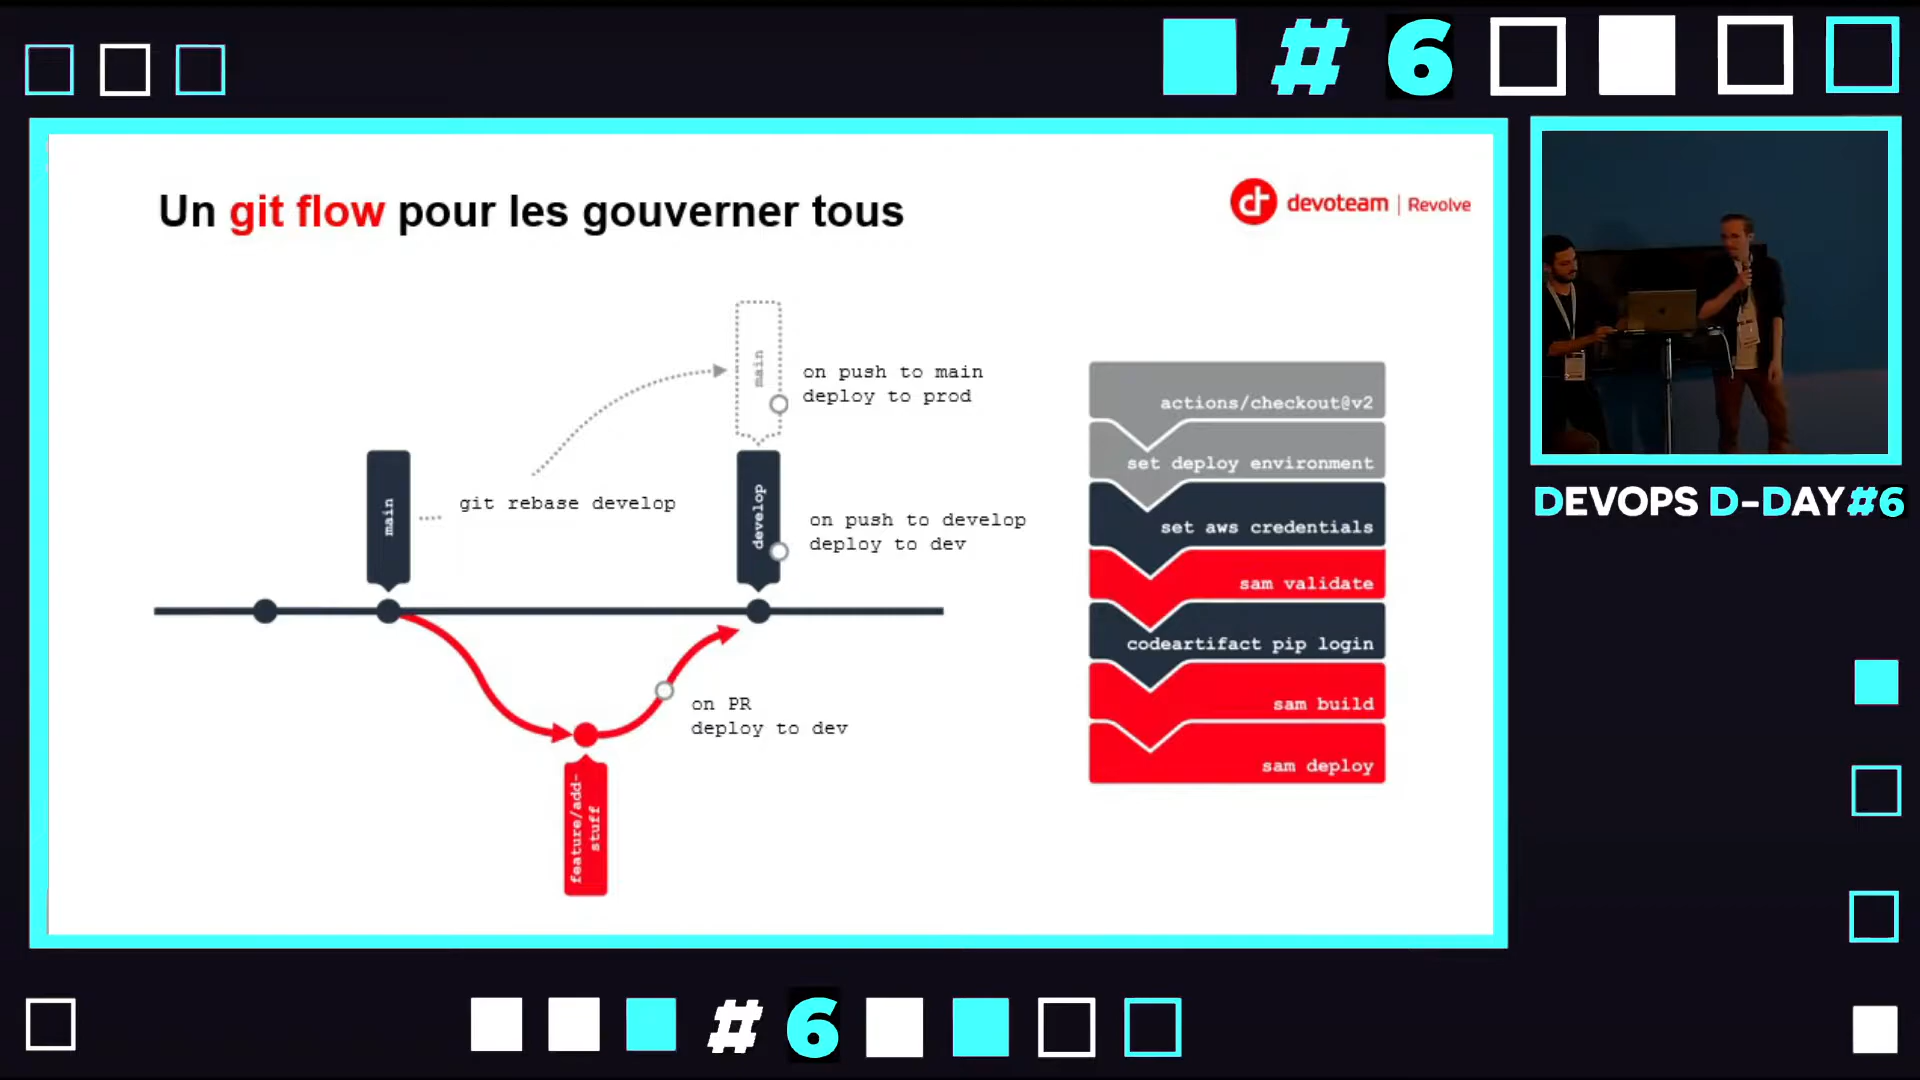 # 6
Un git flow pour les gouverner tous
devoteam | Revolve
main
on push to main
deploy to prod
main
git rebase develop
develop
on push to develop
deploy to dev
on PR
deploy to dev
feature/add-
stuff
actions/checkout@v2
set deploy environment
set aws credentials
sam validate
codeartifact pip login
sam build
sam deploy
DEVOPS D-DAY #6
# 6